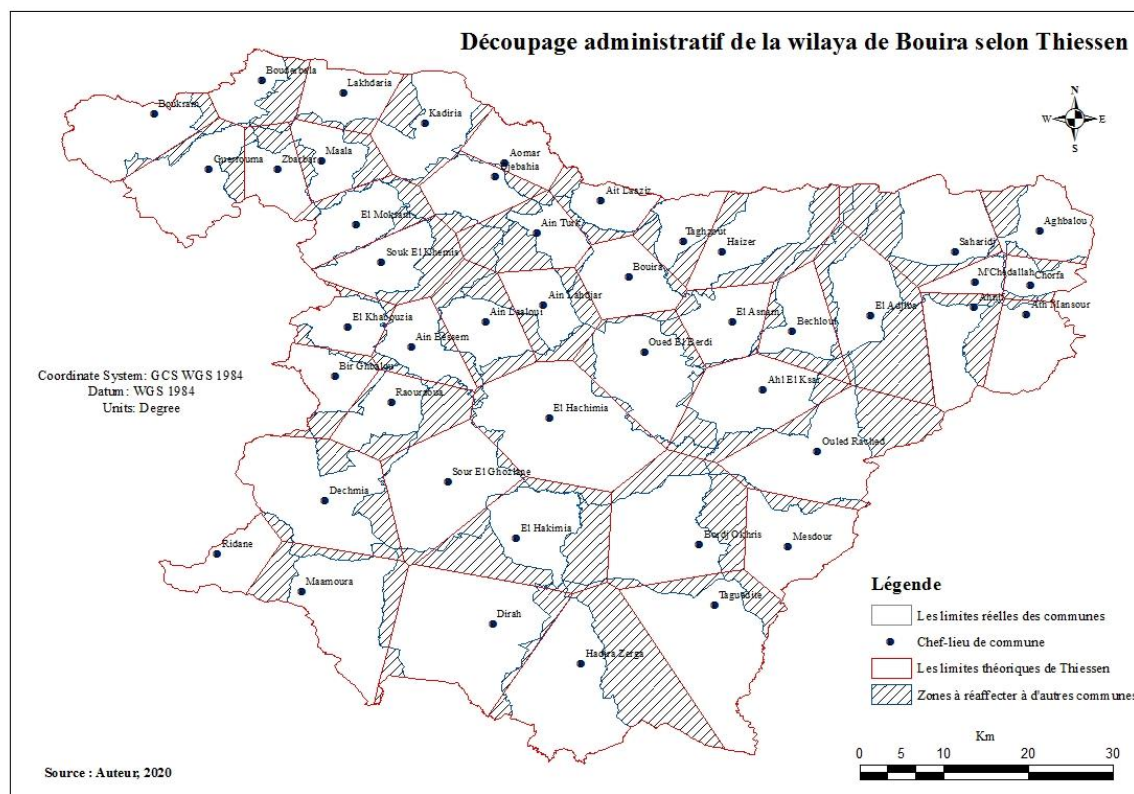 Découpage administratif de la wilaya de Bouira selon Thiessen
N
W E
S
Bouderbala
Lakhdaria
Boukram
Kadiria
Guerrouma
Zbarbar
Maala
Aomar
Djebahia
Ait Laaziz
El Mokrani
Ain Turk
Taghzout
Haizer
Aghbalou
Saharidj
Souk El Khemis
Bouira
M'Chedallah
Chorfa
Ain Lahdjar
Ahnif
Ath Mansour
El Khabouzia
Ain Laaloui
El Asnam
Bechloul
El Adjiba
Ain Bessem
Oued El Berdi
Bir Ghbalou
Raouraoua
Ahl El Ksar
El Hachimia
Ouled Rached
Coordinate System: GCS WGS 1984
Datum : WGS 1984
Units: Degree
Sour El Ghozlane
Dechmia
El Hakimia
Bordj Okhris
Mesdour
Ridane
Maamoura
Taguedite
Dirah
Hadjra Zerga
Légende
Les limites réelles des communes
Chef-lieu de commune
Les limites théoriques de Thiessen
Zones à réaffecter à d'autres communes
Km
0 5 10 20 30
Source : Auteur, 2020